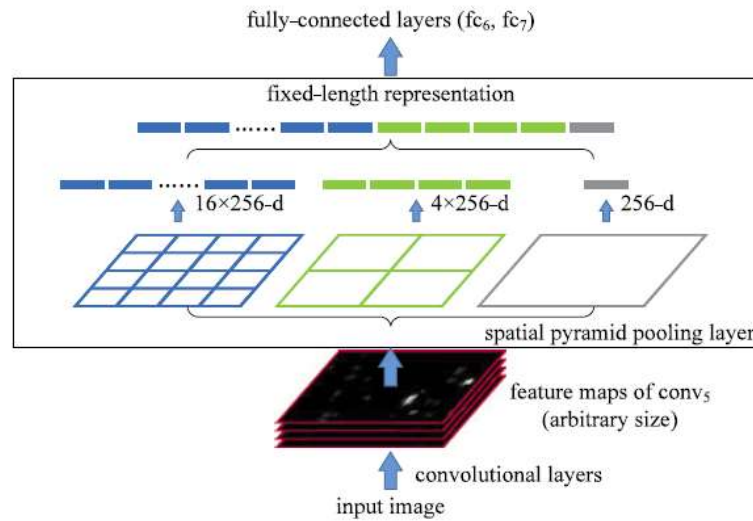 fully-connected layers (fc6, fc7)
fixed-length representation
......
......
16×256-d
4×256-d
256-d
spatial pyramid pooling layer
feature maps of conv5
(arbitrary size)
convolutional layers
input image